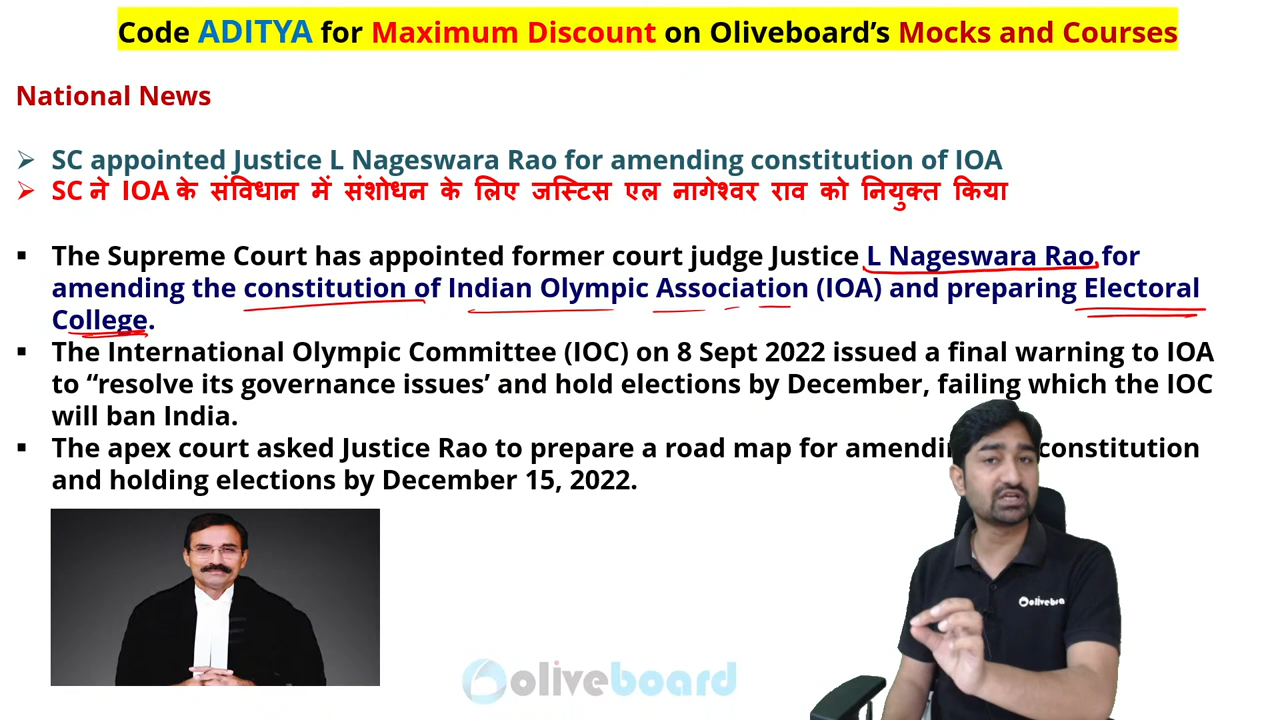 Code ADITYA for Maximum Discount on Oliveboard’s Mocks and Courses
National News
SC appointed Justice L Nageswara Rao for amending constitution of IOA
SC ने IOA के संविधान में संशोधन के लिए जस्टिस एल नागेश्वर राव को नियुक्त किया
The Supreme Court has appointed former court judge Justice L Nageswara Rao for
amending the constitution of Indian Olympic Association (IOA) and preparing Electoral
College.
The International Olympic Committee (IOC) on 8 Sept 2022 issued a final warning to IOA
to “resolve its governance issues’ and hold elections by December, failing which the IOC
will ban India.
The apex court asked Justice Rao to prepare a road map for constitution
and holding elections by December 15, 2022.
oliveboard